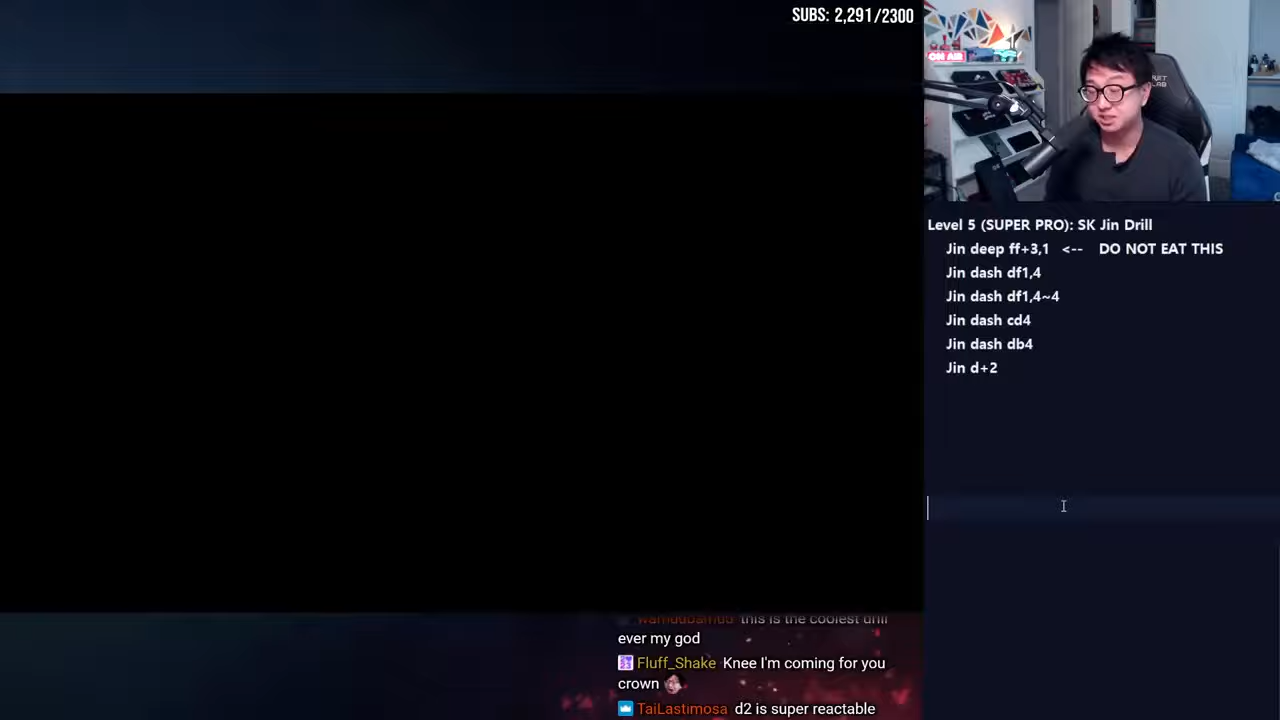 SUBS: 2,291/2300
ON AIR
Level 5 (SUPER PRO): SK Jin Drill
Jin deep ff+3,1 <-- DO NOT EAT THIS
Jin dash df1,4
Jin dash df1,4~4
Jin dash cd4
Jin dash db4
Jin d+2
this is the coolest drill
ever my god
Fluff_Shake Knee I'm coming for you
crown
TaiLastimosa d2 is super reactable